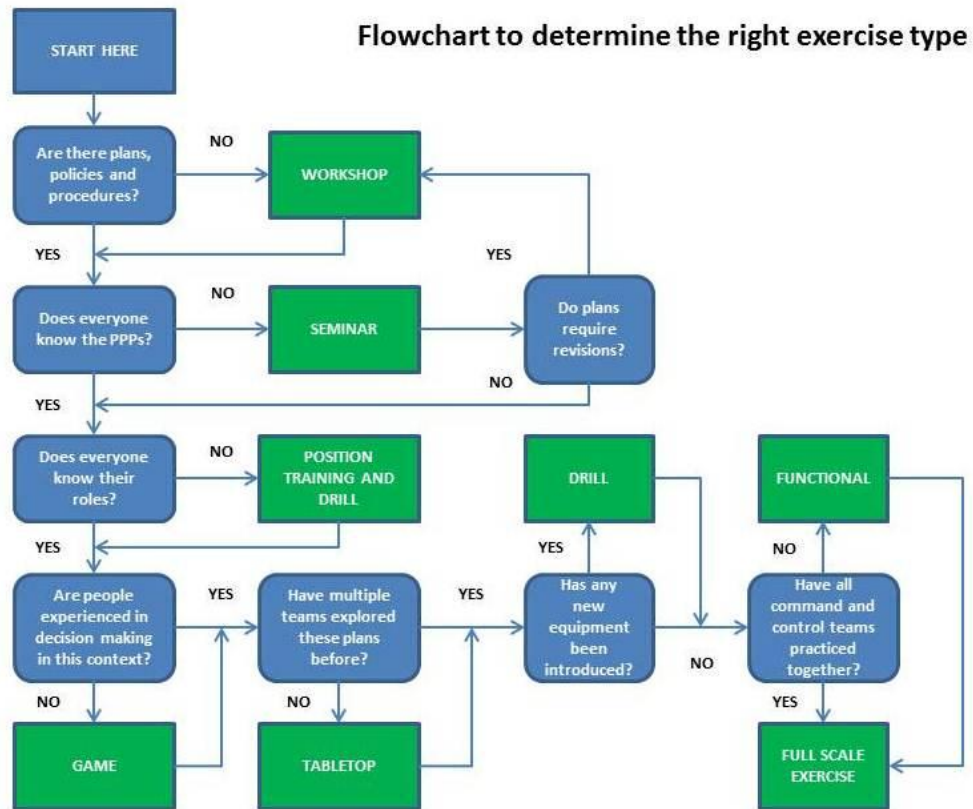 Flowchart to determine the right exercise type
START HERE
NO
Are there plans,
policies and
procedures?
WORKSHOP
YES
YES
NO
Does everyone
know the PPPs?
SEMINAR
Do plans
require
revisions?
NO
YES
Does everyone
know their
roles?
NO
POSITION
TRAINING AND
DRILL
DRILL
FUNCTIONAL
YES
YES
NO
Are people
experienced in
decision making
in this context?
YES
Have multiple
teams explored
these plans
before?
YES
Has any
new
equipment
been
introduced?
NO
Have all
command and
control teams
practiced
together?
NO
NO
YES
GAME
TABLETOP
FULL SCALE
EXERCISE